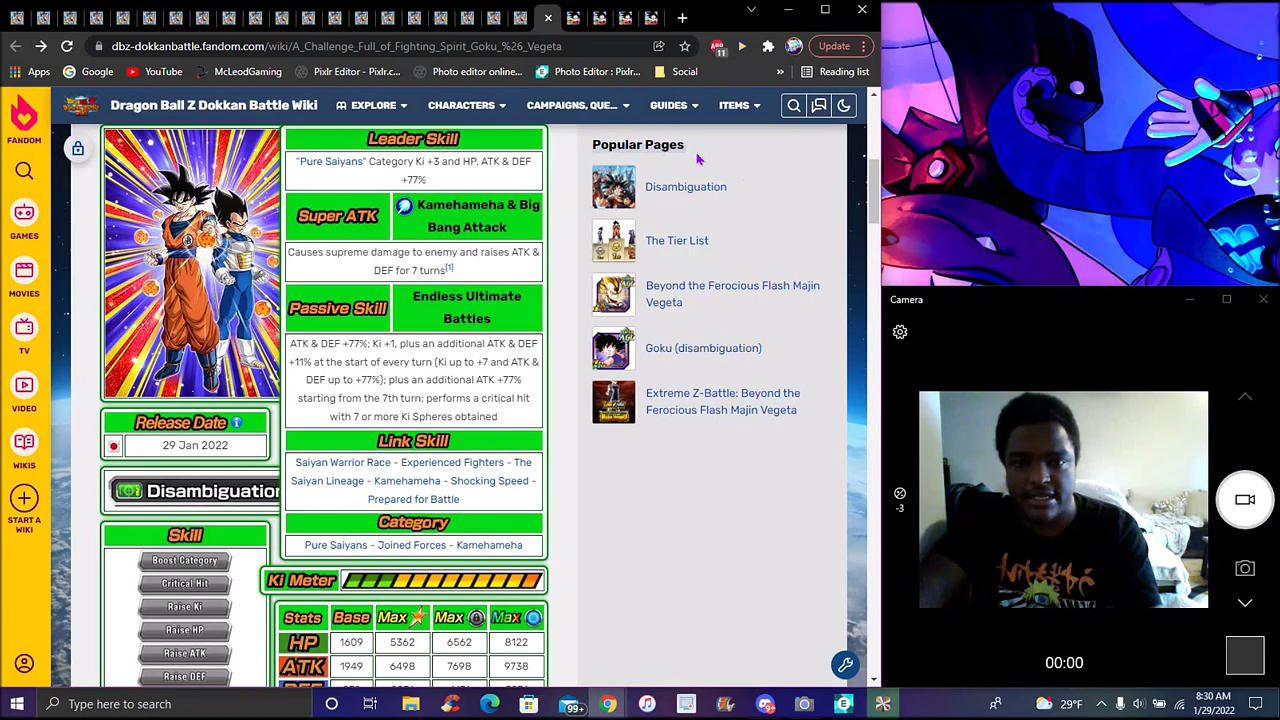 dbz-dokkanbattle.fandom.com/wiki/A_Challenge_Full_of_Fighting_Spirit_Goku_%26_Vegeta
11
Update
Apps
Google
YouTube
McLeodGaming
Pixlr Editor - Pixlr.c...
Photo online editor...
Photo Editor : Pixlr...
Social
»
Reading list
FANDOM
GAMES
MOVIES
TV
VIDEO
WIKIS
START A
WIKI
Dragon Ball Z Dokkan Battle Wiki
EXPLORE
CHARACTERS
CAMPAIGNS, QUE...
GUIDES
ITEMS
Leader Skill
"Pure Saiyans" Category Ki +3 and HP, ATK & DEF
+77%
Super ATK
Kamehameha & Big
Bang Attack
Causes supreme damage to enemy and raises ATK &
DEF for 7 turns[1]
Passive Skill
Endless Ultimate
Battles
ATK & DEF +77%; Ki +1, plus an additional ATK & DEF
+11% at the start of every turn (Ki up to +7 and ATK &
DEF up to +77%); plus an additional ATK +77%
starting from the 7th turn; performs a critical hit
with 7 or more Ki Spheres obtained
Link Skill
Saiyan Warrior Race - Experienced Fighters - The
Saiyan Lineage - Kamehameha - Shocking Speed -
Prepared for Battle
Category
Pure Saiyans - Joined Forces - Kamehameha
Ki Meter
Stats Base Max Max Max
HP 1609 5362 6562 8122
ATK 1949 6498 7698 9738
Release Date
29 Jan 2022
Disambiguation
Skill
Boost Category
Critical Hit
Raise Ki
Raise HP
Raise ATK
Raise DEF
Popular Pages
Disambiguation
The Tier List
Beyond the Ferocious Flash Majin
Vegeta
Goku (disambiguation)
Extreme Z-Battle: Beyond the
Ferocious Flash Majin Vegeta
Camera
-3
00:00
Type here to search
99+
29°F
8:30 AM
1/29/2022